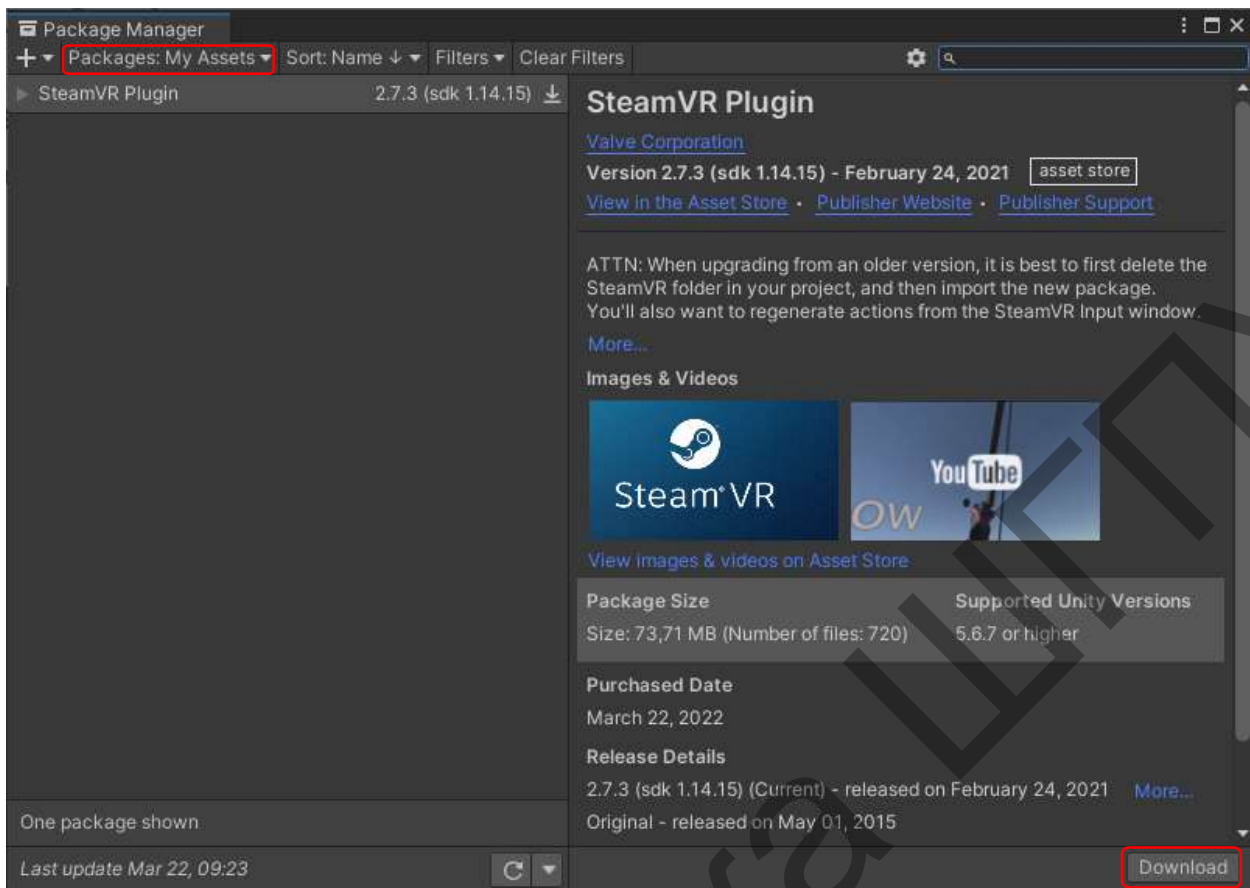 Package Manager
Packages: My Assets Sort: Name ↓ Filters Clear Filters
SteamVR Plugin 2.7.3 (sdk 1.14.15)
SteamVR Plugin
Valve Corporation
Version 2.7.3 (sdk 1.14.15) - February 24, 2021 asset store
View in the Asset Store • Publisher Website • Publisher Support
ATTN: When upgrading from an older version, it is best to first delete the
SteamVR folder in your project, and then import the new package.
You'll also want to regenerate actions from the SteamVR Input window.
More...
Images & Videos
Steam VR
YouTube
OW
View images & videos on Asset Store
Package Size Supported Unity Versions
Size: 73,71 MB (Number of files: 720) 5.6.7 or higher
Purchased Date
March 22, 2022
Release Details
2.7.3 (sdk 1.14.15) (Current) - released on February 24, 2021 More...
Original - released on May 01, 2015
One package shown
Last update Mar 22, 09:23
Download